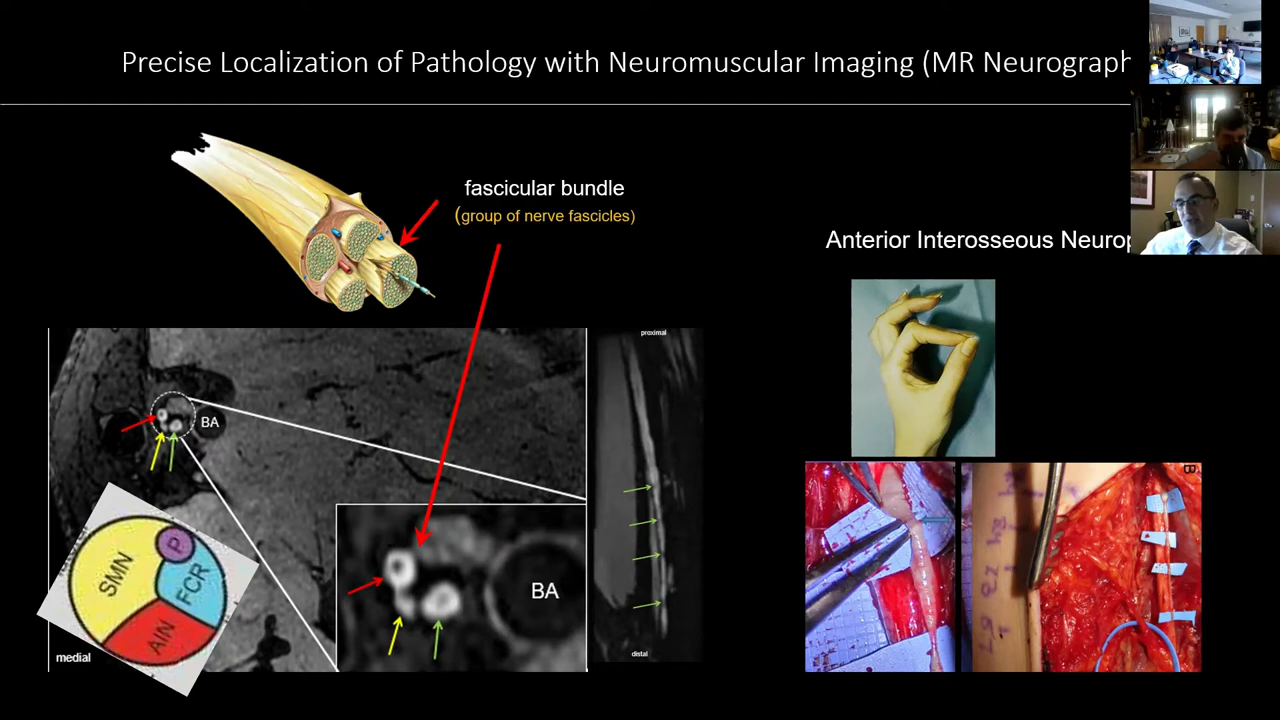 Precise Localization of Pathology with Neuromuscular Imaging (MR Neurograph
fascicular bundle
(group of nerve fascicles)
Anterior Interosseous Neurop
proximal
BA
SMN
P
FCR
AIN
BA
medial
distal
B